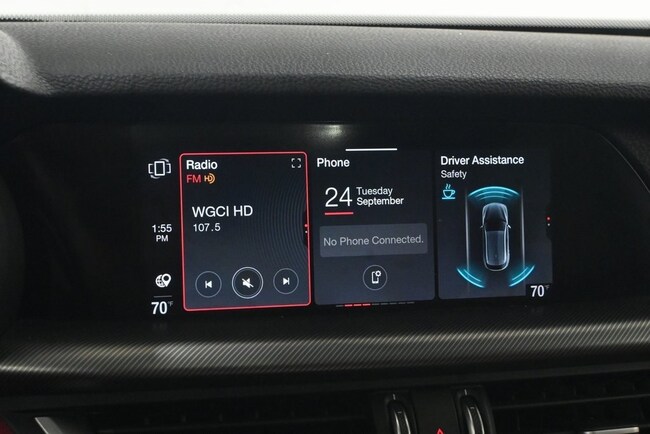 Radio
FM HD
WGCI HD
107.5
1:55
PM
70°F
Phone
24 Tuesday
September
No Phone Connected.
Driver Assistance
Safety
70°F